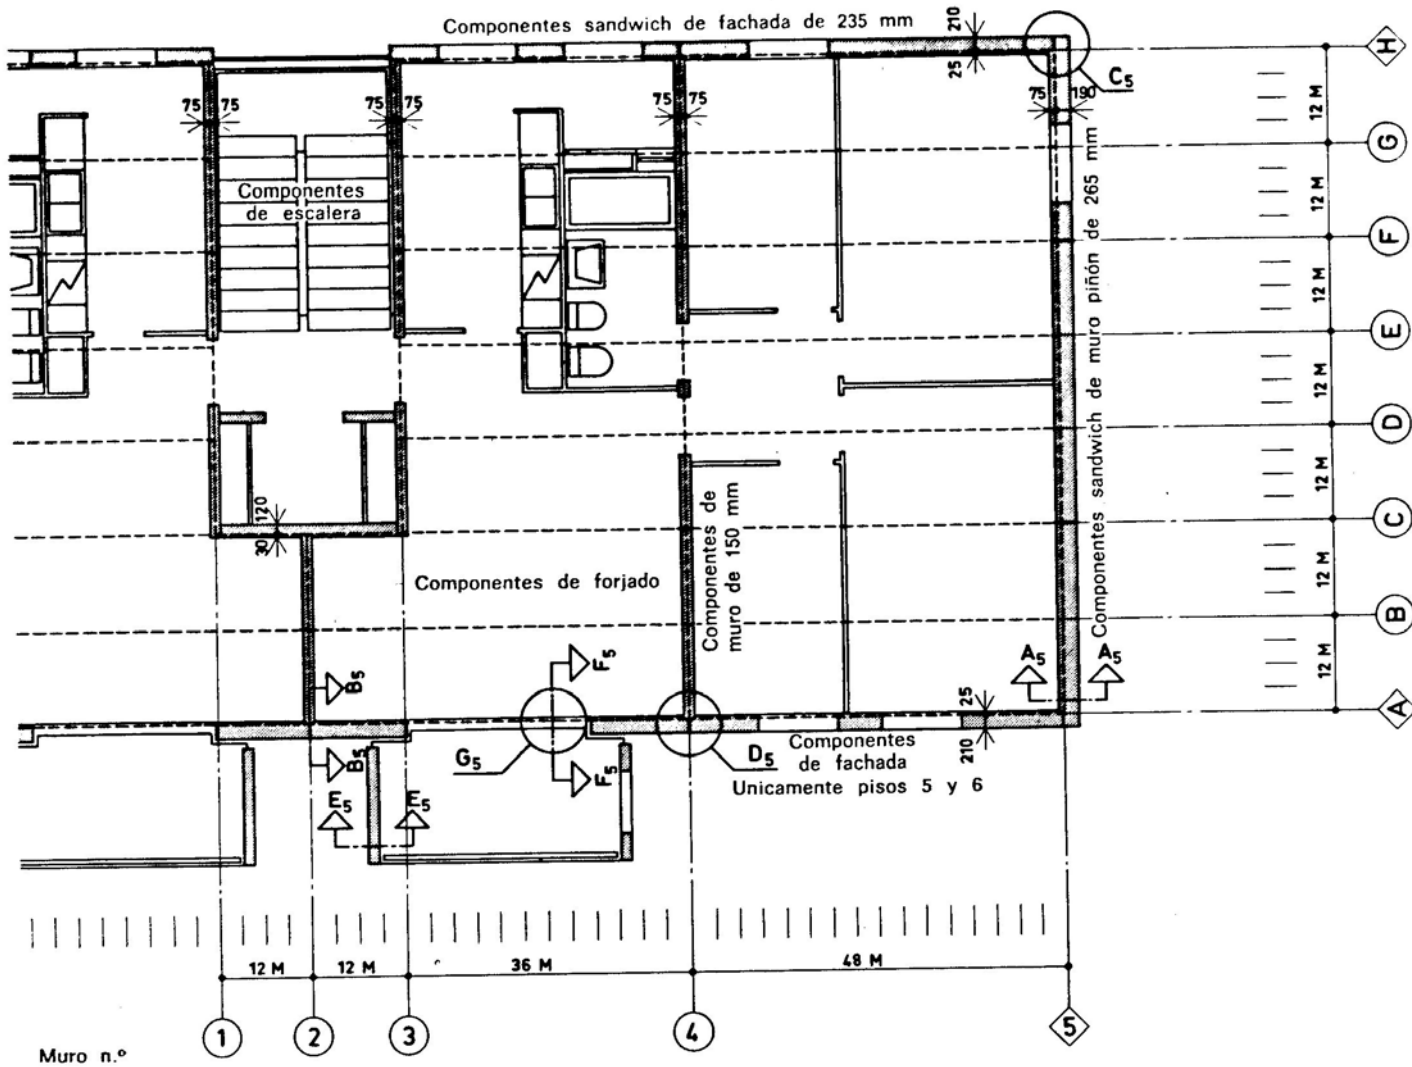 Componentes sandwich de fachada de 235 mm
210
25
H
C5
75 75
75 75
75 75
75 190
12 M
G
Componentes
de escalera
12 M
F
12 M
E
12 M
D
12 M
C
12 M
B
12 M
A
Componentes sandwich de muro piñón de 265 mm
120
30
Componentes de forjado
Componentes de
muro de 150 mm
B5
B5
F5
F5
A5
A5
25
210
G5
D5
Componentes
de fachada
Unicamente pisos 5 y 6
E5
E5
12 M
12 M
36 M
48 M
1
2
3
4
5
Muro n.º